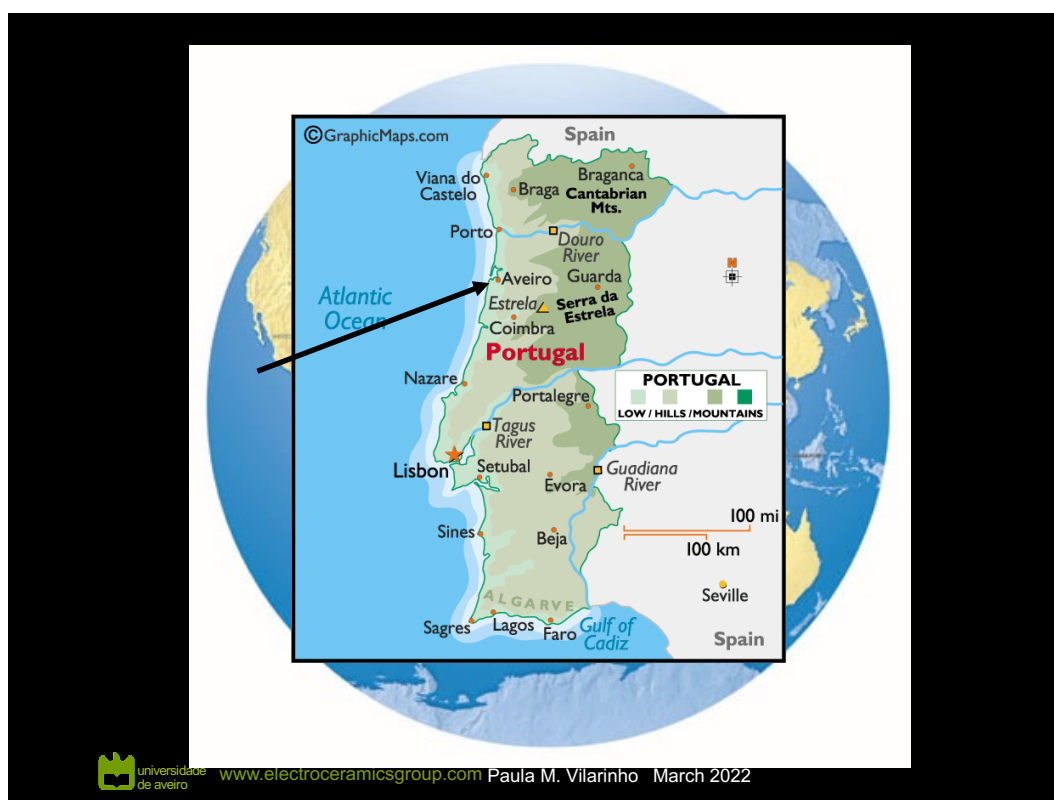 ©GraphicMaps.com
Spain
Viana do
Castelo
Braga
Braganca
Cantabrian
Mts.
Porto
Douro
River
Aveiro
Guarda
Atlantic
Ocean
Estrela
Serra da
Estrela
Coimbra
Portugal
Nazare
PORTUGAL
LOW / HILLS / MOUNTAINS
Portalegre
Tagus
River
Lisbon
Setubal
Evora
Guadiana
River
N
100 mi
100 km
Sines
Beja
Seville
ALGARVE
Sagres
Lagos
Faro
Gulf of
Cadiz
Spain
universidade
de aveiro
www.electroceramicsgroup.com Paula M. Vilarinho March 2022